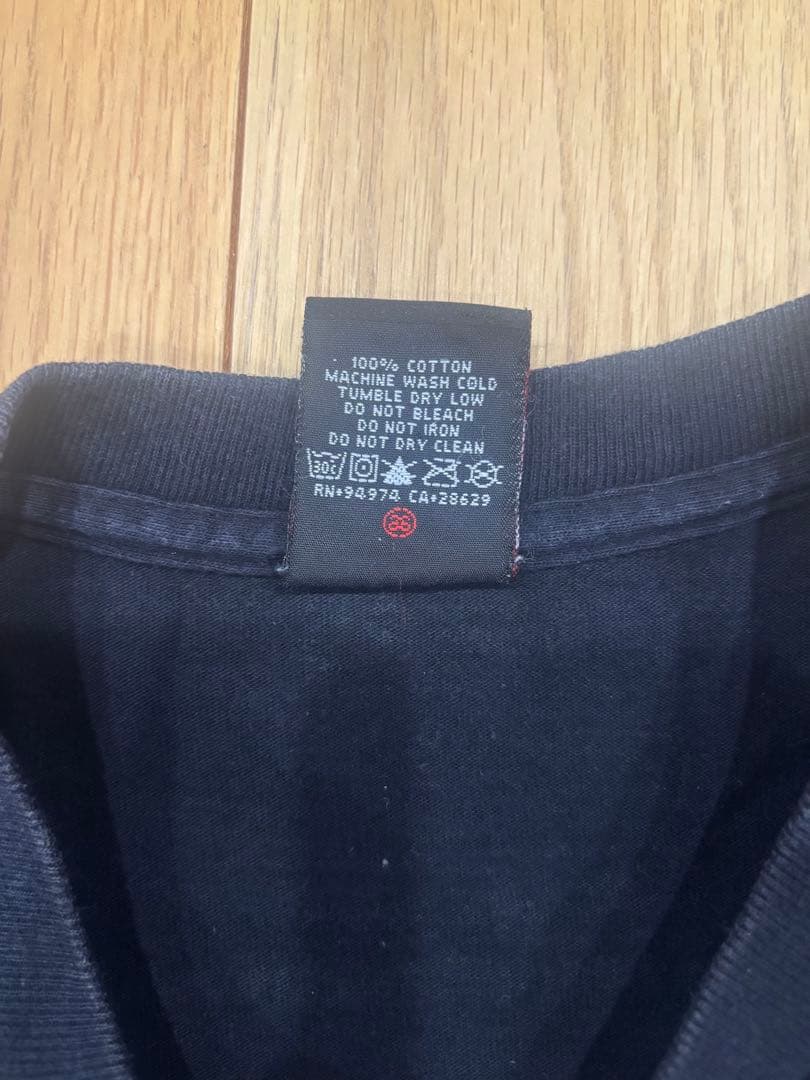 100% COTTON
MACHINE WASH COLD
TUMBLE DRY LOW
DO NOT BLEACH
DO NOT IRON
DO NOT DRY CLEAN
30c
RN*94974 CA*28629